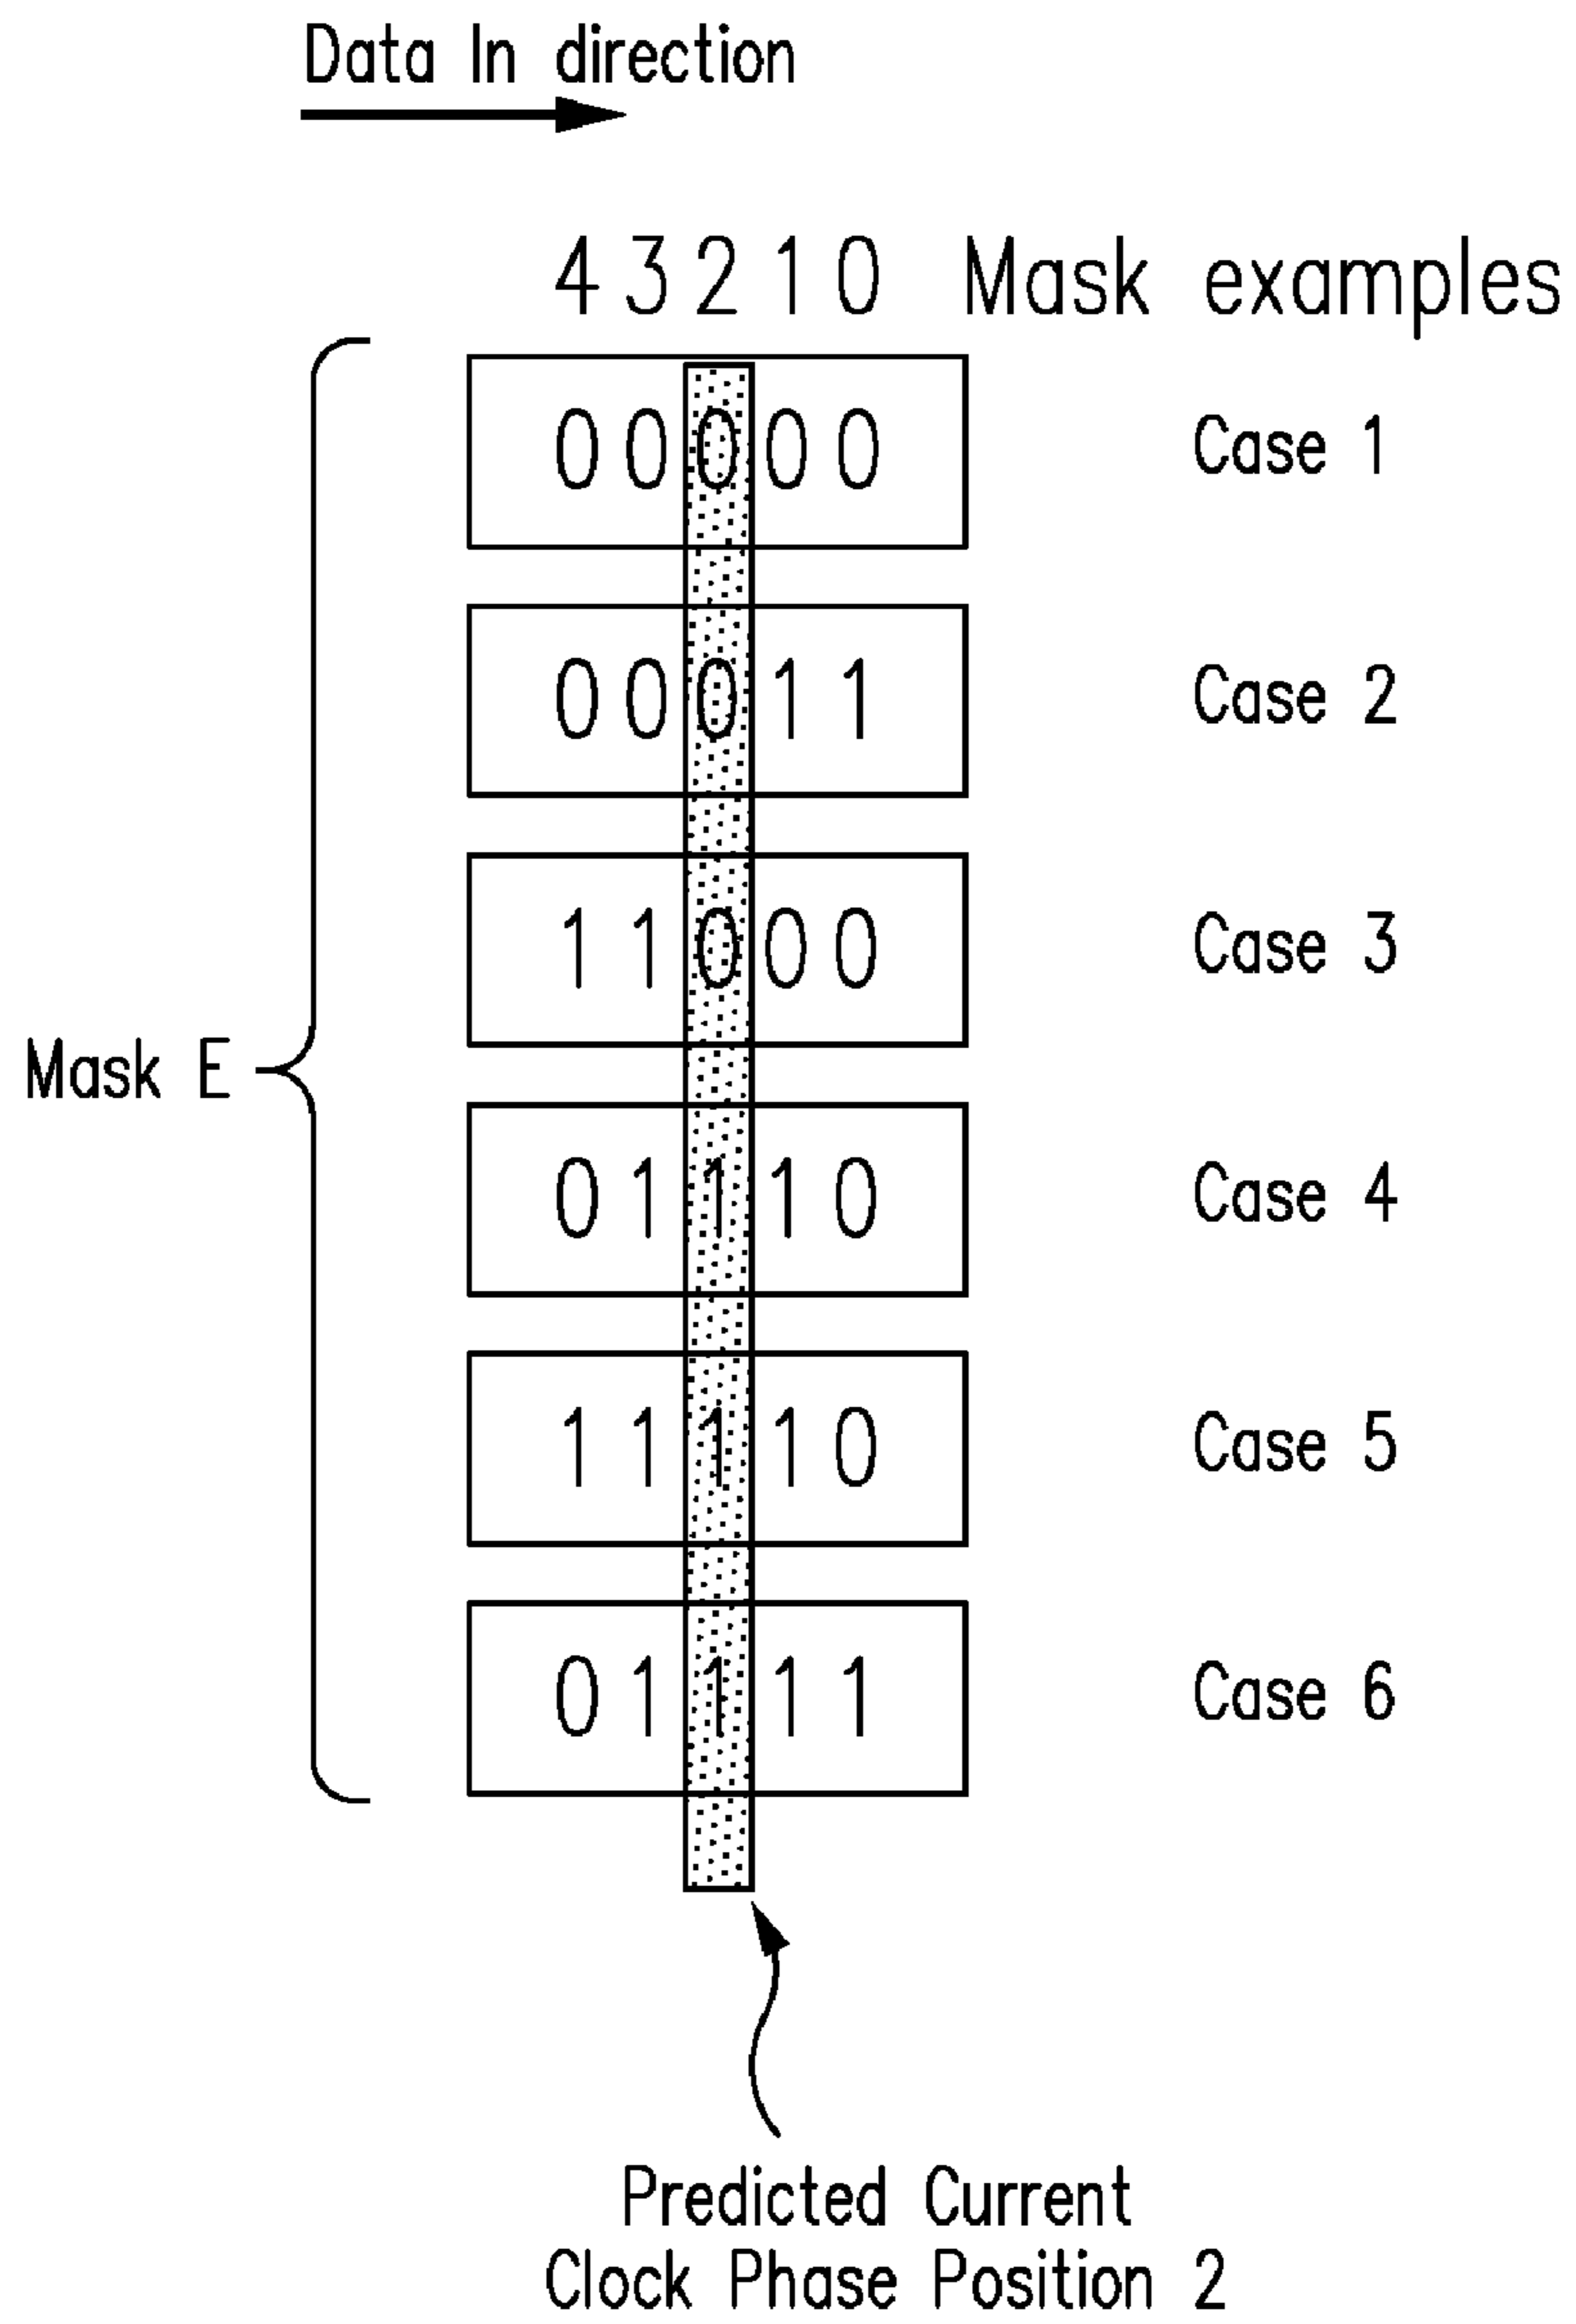 Data In direction
4 3 2 1 0 Mask examples
0 0 0 0 0 Case 1
0 0 0 1 1 Case 2
1 1 0 0 0 Case 3
Mask E
0 1 1 1 0 Case 4
1 1 1 1 0 Case 5
0 1 1 1 1 Case 6
Predicted Current
Clock Phase Position 2